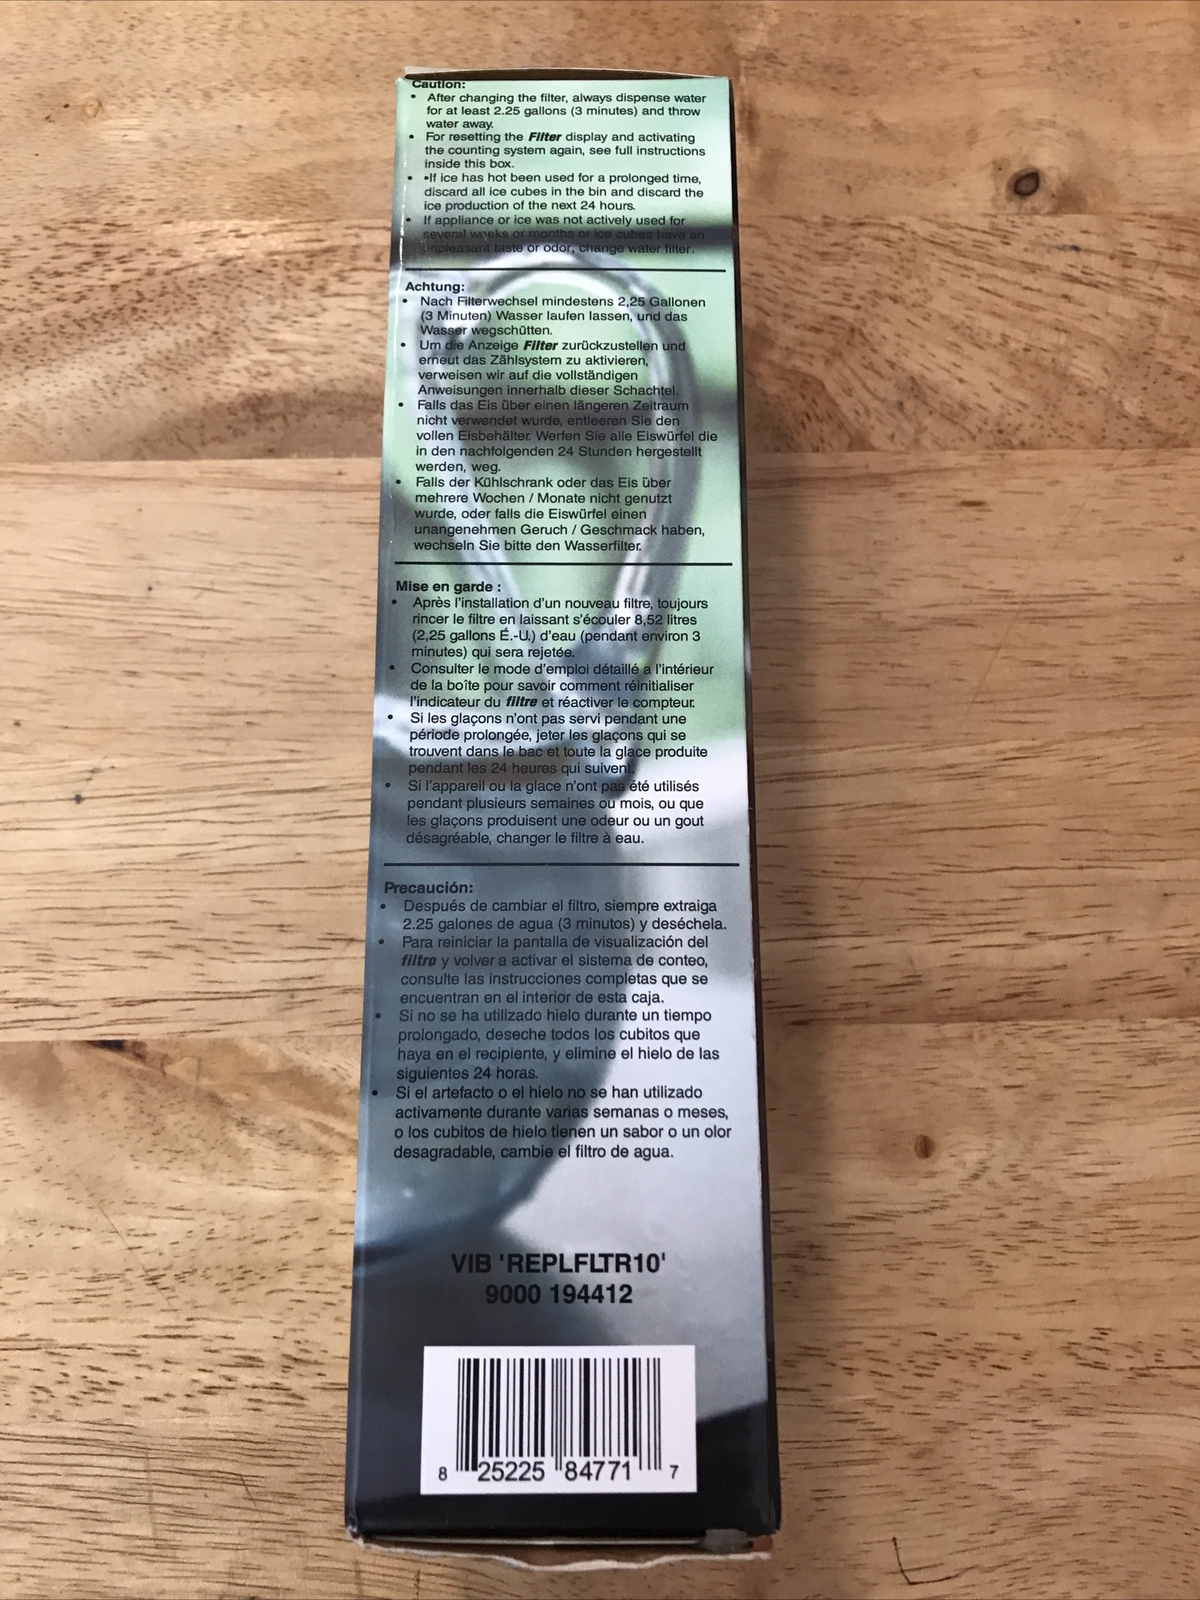 Caution:
• After changing the filter, always dispense water
for at least 2.25 gallons (3 minutes) and throw
water away.
• For resetting the Filter display and activating
the counting system again, see full instructions
inside this box.
• •If ice has hot been used for a prolonged time,
discard all ice cubes in the bin and discard the
ice production of the next 24 hours.
• If appliance or ice was not actively used for
several weeks or months or ice cubes have an
unpleasant taste or odor, change water filter.
Achtung:
• Nach Filterwechsel mindestens 2,25 Gallonen
(3 Minuten) Wasser laufen lassen, und das
Wasser wegschütten.
• Um die Anzeige Filter zurückzustellen und
erneut das Zählsystem zu aktivieren,
verweisen wir auf die vollständigen
Anweisungen innerhalb dieser Schachtel.
• Falls das Eis über einen längeren Zeitraum
nicht verwendet wurde, entleeren Sie den
vollen Eisbehälter. Werfen Sie alle Eiswürfel die
in den nachfolgenden 24 Stunden hergestellt
werden, weg.
• Falls der Kühlschrank oder das Eis über
mehrere Wochen / Monate nicht genutzt
wurde, oder falls die Eiswürfel einen
unangenehmen Geruch / Geschmack haben,
wechseln Sie bitte den Wasserfilter.
Mise en garde :
• Après l'installation d'un nouveau filtre, toujours
rincer le filtre en laissant s'écouler 8,52 litres
(2,25 gallons É.-U.) d'eau (pendant environ 3
minutes) qui sera rejetée.
• Consulter le mode d'emploi détaillé a l'intérieur
de la boîte pour savoir comment réinitialiser
l'indicateur du filtre et réactiver le compteur.
• Si les glaçons n'ont pas servi pendant une
période prolongée, jeter les glaçons qui se
trouvent dans le bac et toute la glace produite
pendant les 24 heures qui suivent.
• Si l'appareil ou la glace n'ont pas été utilisés
pendant plusieurs semaines ou mois, ou que
les glaçons produisent une odeur ou un gout
désagréable, changer le filtre à eau.
Precaución:
• Después de cambiar el filtro, siempre extraiga
2.25 galones de agua (3 minutos) y deséchela.
• Para reiniciar la pantalla de visualización del
filtro y volver a activar el sistema de conteo,
consulte las instrucciones completas que se
encuentran en el interior de esta caja.
• Si no se ha utilizado hielo durante un tiempo
prolongado, deseche todos los cubitos que
haya en el recipiente, y elimine el hielo de las
siguientes 24 horas.
• Si el artefacto o el hielo no se han utilizado
activamente durante varias semanas o meses,
o los cubitos de hielo tienen un sabor o un olor
desagradable, cambie el filtro de agua.
VIB 'REPLFLTR10'
9000 194412
8 25225 84771 7